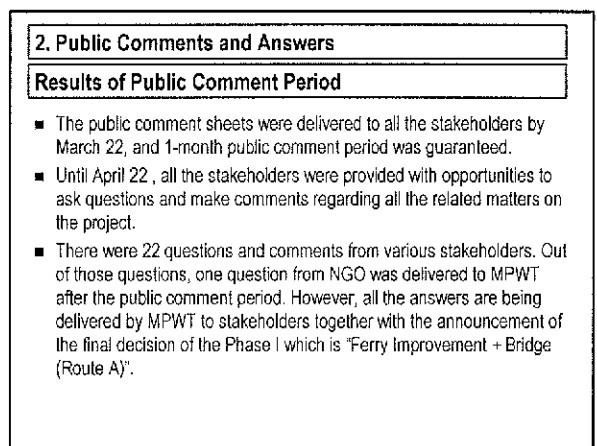 2. Public Comments and Answers
Results of Public Comment Period
■ The public comment sheets were delivered to all the stakeholders by
March 22, and 1-month public comment period was guaranteed.
■ Until April 22 , all the stakeholders were provided with opportunities to
ask questions and make comments regarding all the related matters on
the project.
■ There were 22 questions and comments from various stakeholders. Out
of those questions, one question from NGO was delivered to MPWT
after the public comment period. However, all the answers are being
delivered by MPWT to stakeholders together with the announcement of
the final decision of the Phase I which is "Ferry Improvement + Bridge
(Route A)".